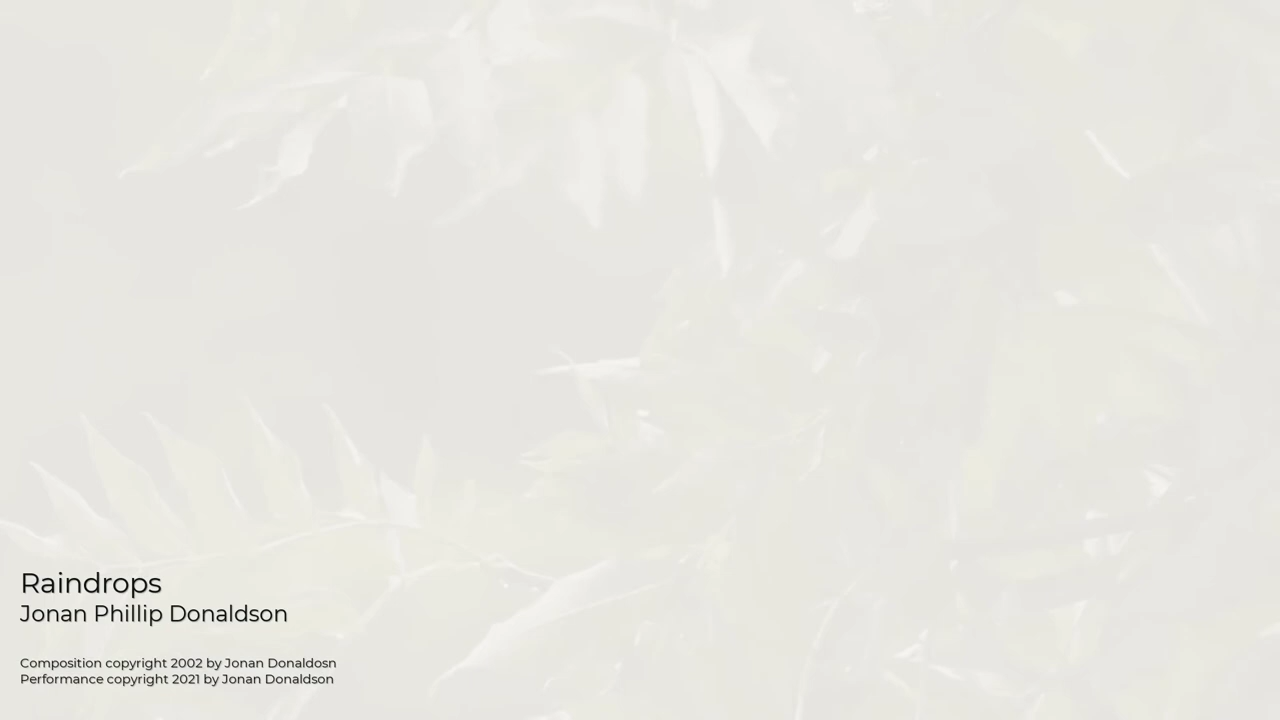 Raindrops
Jonan Phillip Donaldson
Composition copyright 2002 by Jonan Donaldosn
Performance copyright 2021 by Jonan Donaldson